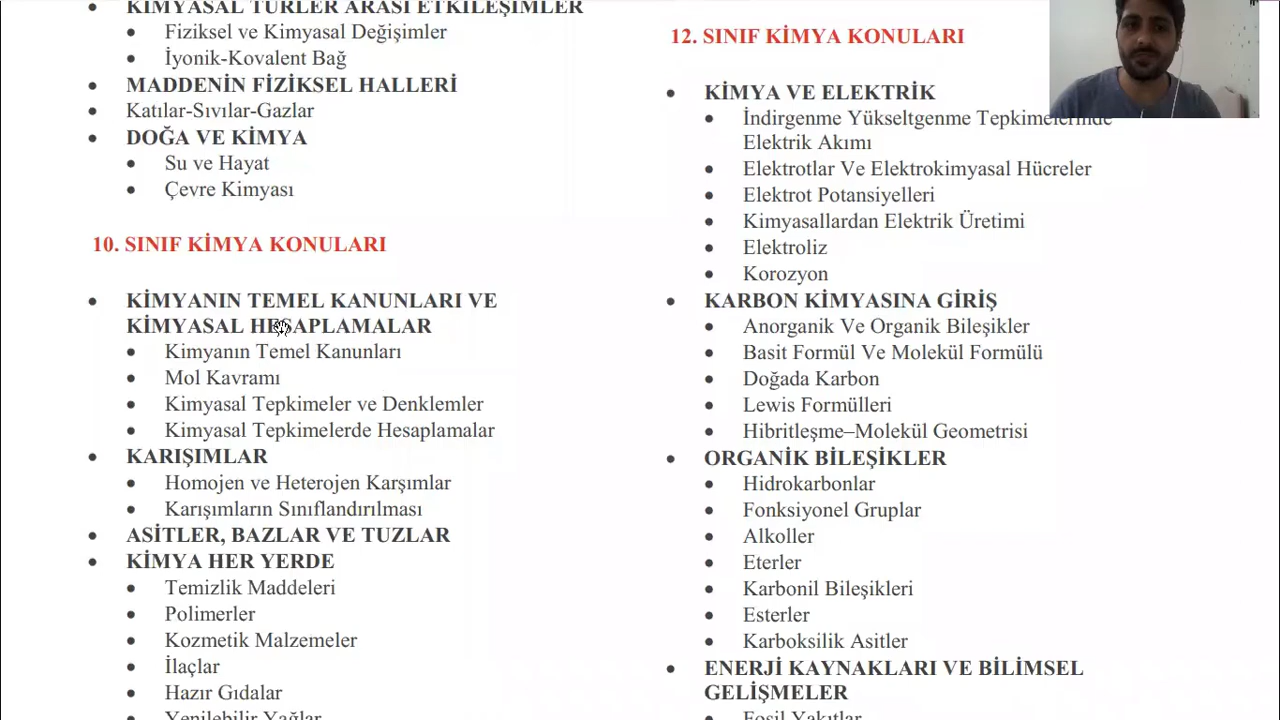 KİMYASAL TÜRLER ARASI ETKİLEŞİMLER
Fiziksel ve Kimyasal Değişimler
İyonik-Kovalent Bağ
MADDENİN FİZİKSEL HALLERİ
Katılar-Sıvılar-Gazlar
DOĞA VE KİMYA
Su ve Hayat
Çevre Kimyası
10. SINIF KİMYA KONULARI
KİMYANIN TEMEL KANUNLARI VE
KİMYASAL HESAPLAMALAR
Kimyanın Temel Kanunları
Mol Kavramı
Kimyasal Tepkimeler ve Denklemler
Kimyasal Tepkimelerde Hesaplamalar
KARIŞIMLAR
Homojen ve Heterojen Karşımlar
Karışımların Sınıflandırılması
ASİTLER, BAZLAR VE TUZLAR
KİMYA HER YERDE
Temizlik Maddeleri
Polimerler
Kozmetik Malzemeler
İlaçlar
Hazır Gıdalar
Yenilebilir Yağlar
12. SINIF KİMYA KONULARI
KİMYA VE ELEKTRİK
İndirgenme Yükseltgenme Tepkimelerinde
Elektrik Akımı
Elektrotlar Ve Elektrokimyasal Hücreler
Elektrot Potansiyelleri
Kimyasallardan Elektrik Üretimi
Elektroliz
Korozyon
KARBON KİMYASINA GİRİŞ
Anorganik Ve Organik Bileşikler
Basit Formül Ve Molekül Formülü
Doğada Karbon
Lewis Formülleri
Hibritleşme–Molekül Geometrisi
ORGANİK BİLEŞİKLER
Hidrokarbonlar
Fonksiyonel Gruplar
Alkoller
Eterler
Karbonil Bileşikleri
Esterler
Karboksilik Asitler
ENERJİ KAYNAKLARI VE BİLİMSEL
GELİŞMELER
Fosil Yakıtlar